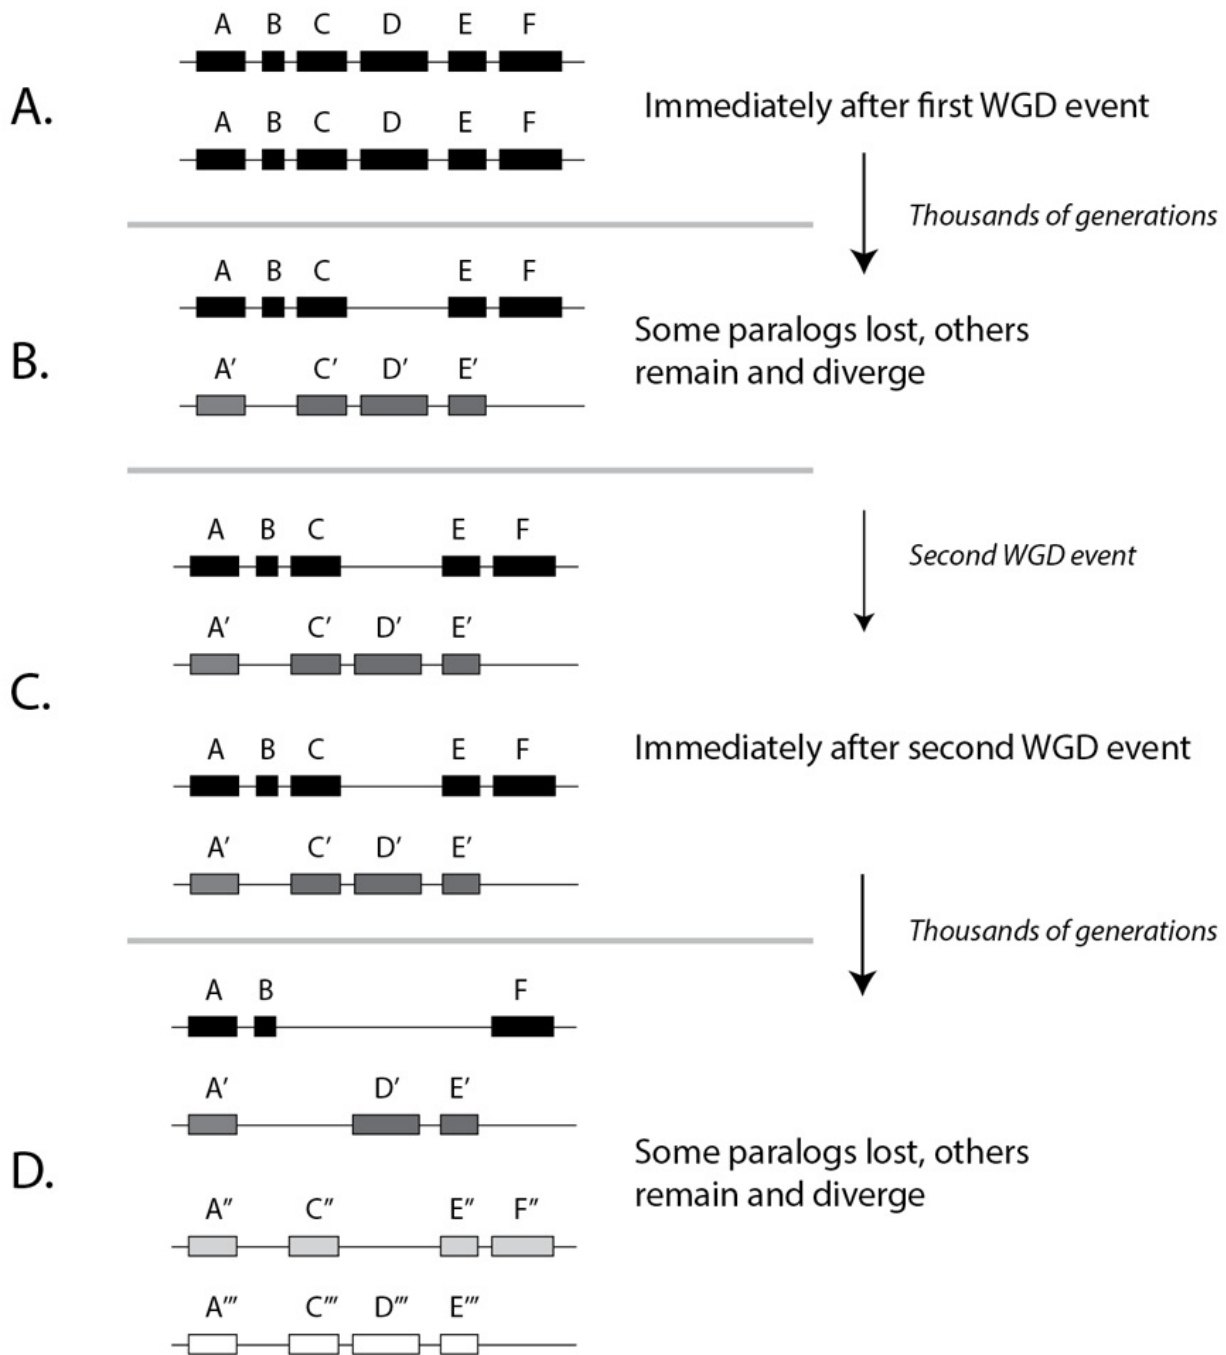 A B C D E F
A.
Immediately after first WGD event
A B C D E F
Thousands of generations
A B C E F
B.
Some paralogs lost, others
remain and diverge
A′ C′ D′ E′
A B C E F
Second WGD event
A′ C′ D′ E′
C.
A B C E F
Immediately after second WGD event
A′ C′ D′ E′
Thousands of generations
A B F
A′ D′ E′
D.
Some paralogs lost, others
remain and diverge
A″ C″ E″ F″
A‴ C‴ D‴ E‴